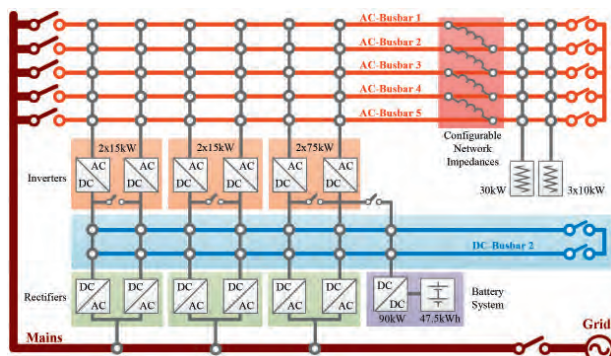 AC-Busbar 1
AC-Busbar 2
AC-Busbar 3
AC-Busbar 4
AC-Busbar 5
Configurable
Network
Impedances
2x15kW
2x15kW
2x75kW
Inverters
AC
DC
AC
DC
AC
DC
AC
DC
AC
DC
AC
DC
30kW
3x10kW
DC-Busbar 2
Rectifiers
DC
AC
DC
AC
DC
AC
DC
AC
DC
AC
DC
AC
DC
DC
Battery
System
90kW
47.5kWh
Mains
Grid